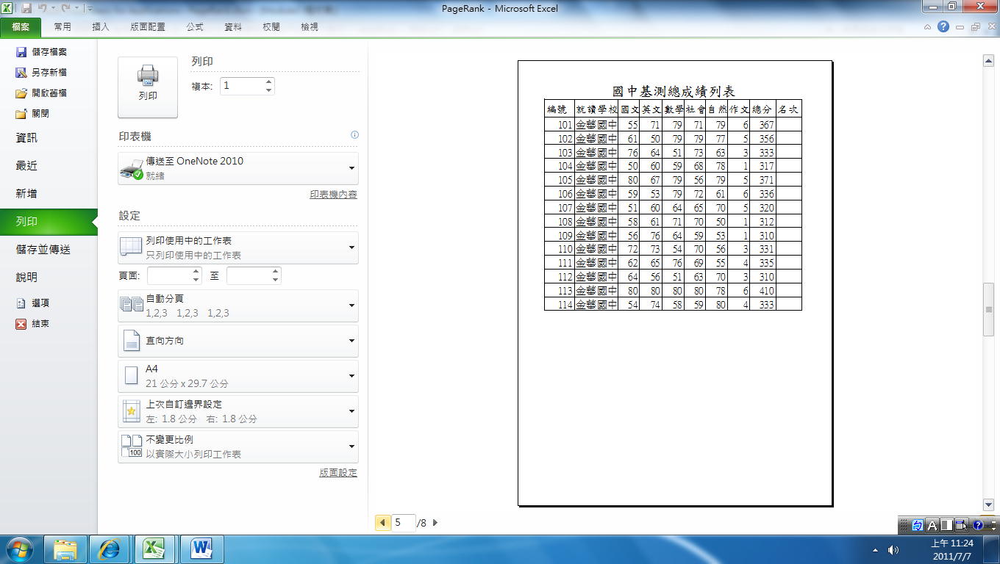 PageRank - Microsoft Excel
檔案 常用 插入 版面配置 公式 資料 校閱 檢視
儲存檔案
另存新檔
開啟舊檔
關閉
資訊
最近
新增
列印
儲存並傳送
說明
選項
結束
列印
列印
複本: 1
印表機
傳送至 OneNote 2010
就緒
印表機內容
設定
列印使用中的工作表
只列印使用中的工作表
頁面: 至
自動分頁
1,2,3 1,2,3 1,2,3
直向方向
A4
21 公分 x 29.7 公分
上次自訂邊界設定
左: 1.8 公分 右: 1.8 公分
不變更比例
100
以實際大小列印工作表
版面設定
國中基測總成績列表
編號 就讀學校 國文 英文 數學 社會 自然 作文 總分 名次
101 金華國中 55 71 79 71 79 6 367
102 金華國中 61 50 79 79 77 5 356
103 金華國中 76 64 51 73 63 3 333
104 金華國中 50 60 59 68 78 1 317
105 金華國中 80 67 79 56 79 5 371
106 金華國中 59 53 79 72 61 6 336
107 金華國中 51 60 64 65 70 5 320
108 金華國中 58 61 71 70 50 1 312
109 金華國中 56 76 64 59 53 1 310
110 金華國中 72 73 54 70 56 3 331
111 金華國中 62 65 76 69 55 4 335
112 金華國中 64 56 51 63 70 3 310
113 金華國中 80 80 80 80 78 6 410
114 金華國中 54 74 58 59 80 4 333
5 /8
上午 11:24
2011/7/7